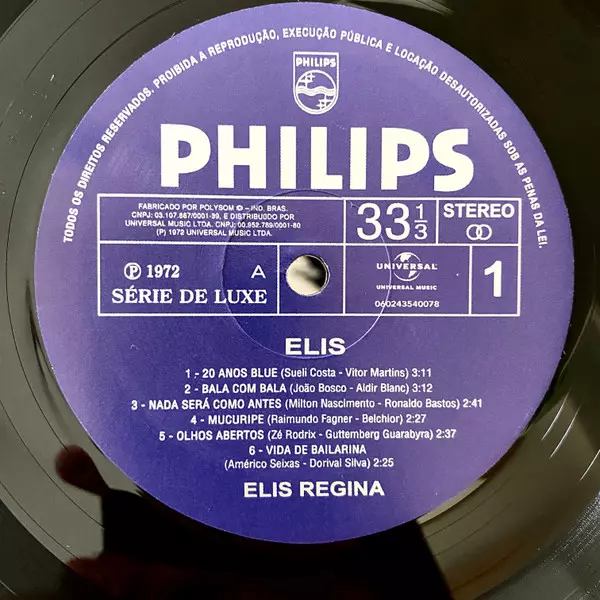 TODOS OS DIREITOS RESERVADOS. PROIBIDA A REPRODUÇÃO, EXECUÇÃO PÚBLICA E LOCAÇÃO DESAUTORIZADAS SOB AS PENAS DA LEI.
PHILIPS
PHILIPS
FABRICADO POR POLYSOM ® – IND. BRAS.
CNPJ: 03.107.867/0001-99, E DISTRIBUÍDO POR
UNIVERSAL MUSIC LTDA. CNPJ: 00.952.789/0001-80
(P) 1972 UNIVERSAL MUSIC LTDA.
33 1/3
STEREO
℗ 1972 A
SÉRIE DE LUXE
UNIVERSAL
UNIVERSAL MUSIC
060243540078
1
ELIS
1 - 20 ANOS BLUE (Sueli Costa - Vitor Martins) 3:11
2 - BALA COM BALA (João Bosco - Aldir Blanc) 3:12
3 - NADA SERÁ COMO ANTES (Milton Nascimento - Ronaldo Bastos) 2:41
4 - MUCURIPE (Raimundo Fagner - Belchior) 2:27
5 - OLHOS ABERTOS (Zé Rodrix - Guttemberg Guarabyra) 2:37
6 - VIDA DE BAILARINA
(Américo Seixas - Dorival Silva) 2:25
ELIS REGINA